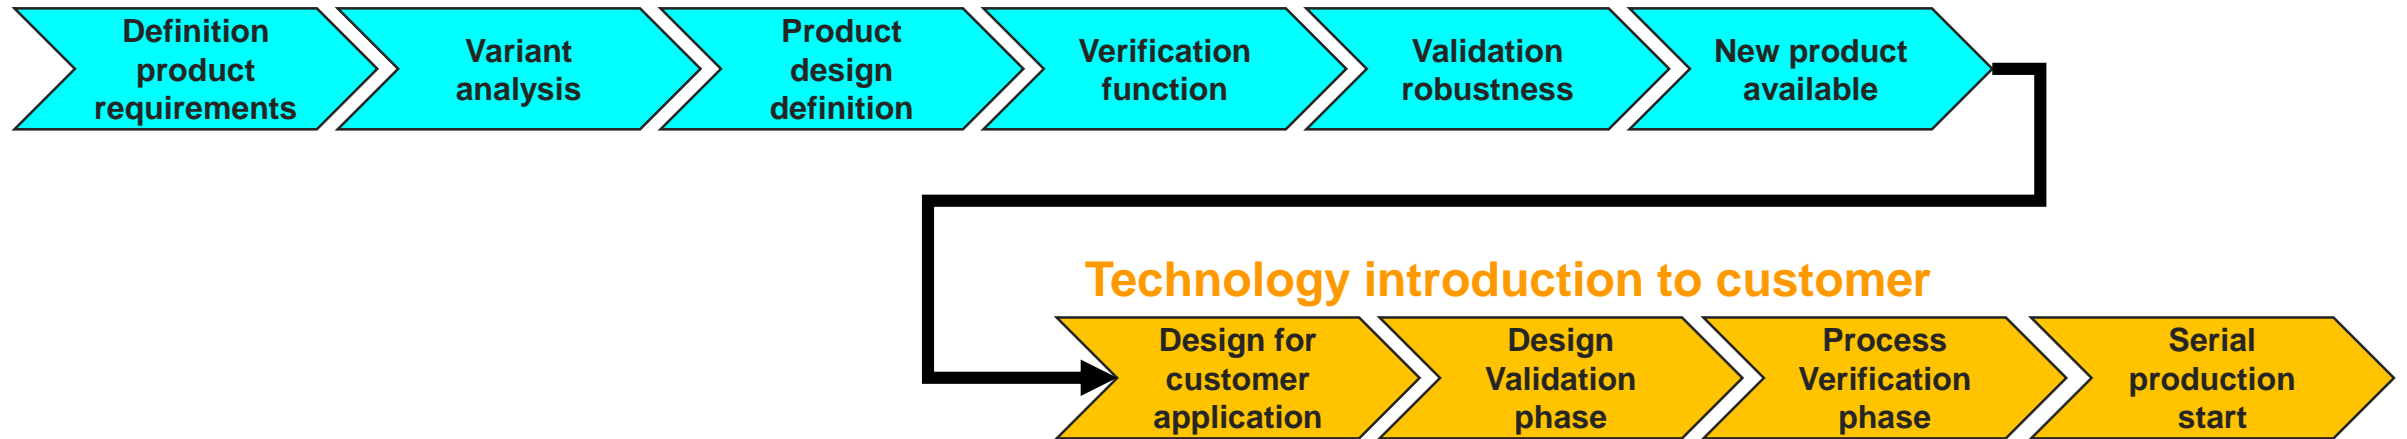 Definition
product
requirements
Variant
analysis
Product
design
definition
Verification
function
Validation
robustness
New product
available
Technology introduction to customer
Design for
customer
application
Design
Validation
phase
Process
Verification
phase
Serial
production
start